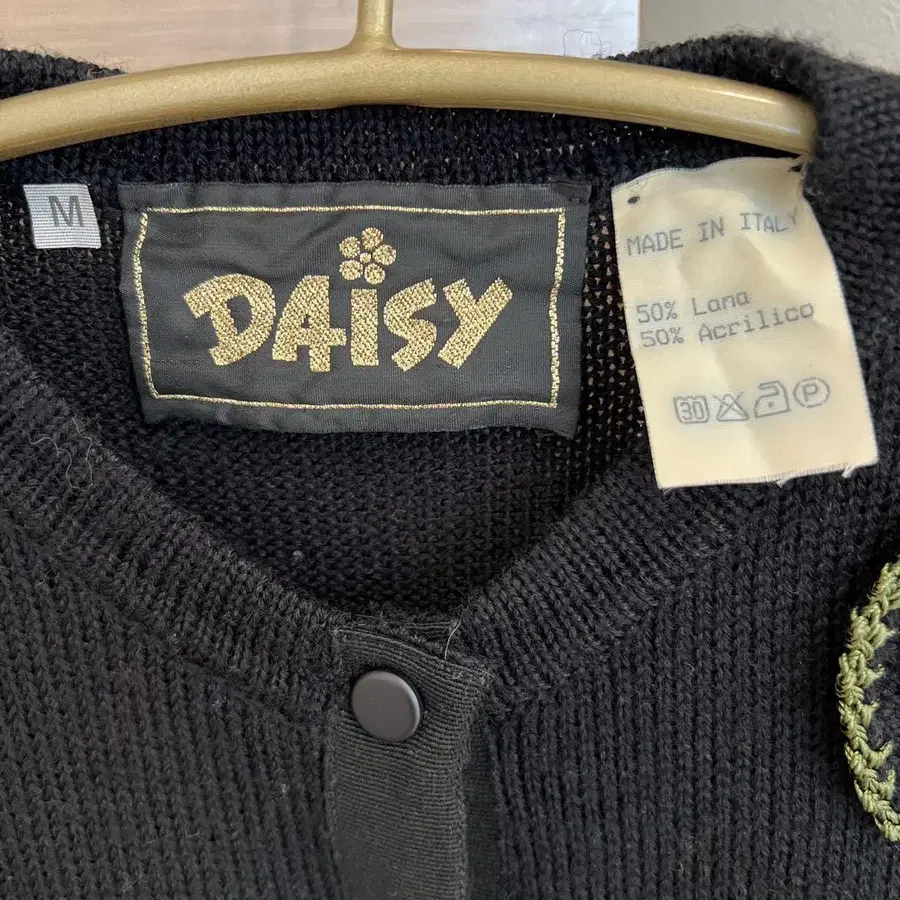 M
DAiSY
MADE IN ITALY
50% Lana
50% Acrilico
30 P